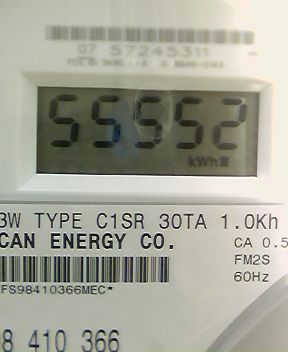 07 57245311
55552
kWh
3W TYPE C1SR 30TA 1.0Kh
CAN ENERGY CO.
CA 0.5
FM2S
60Hz
FS98410366MEC*
8 410 366